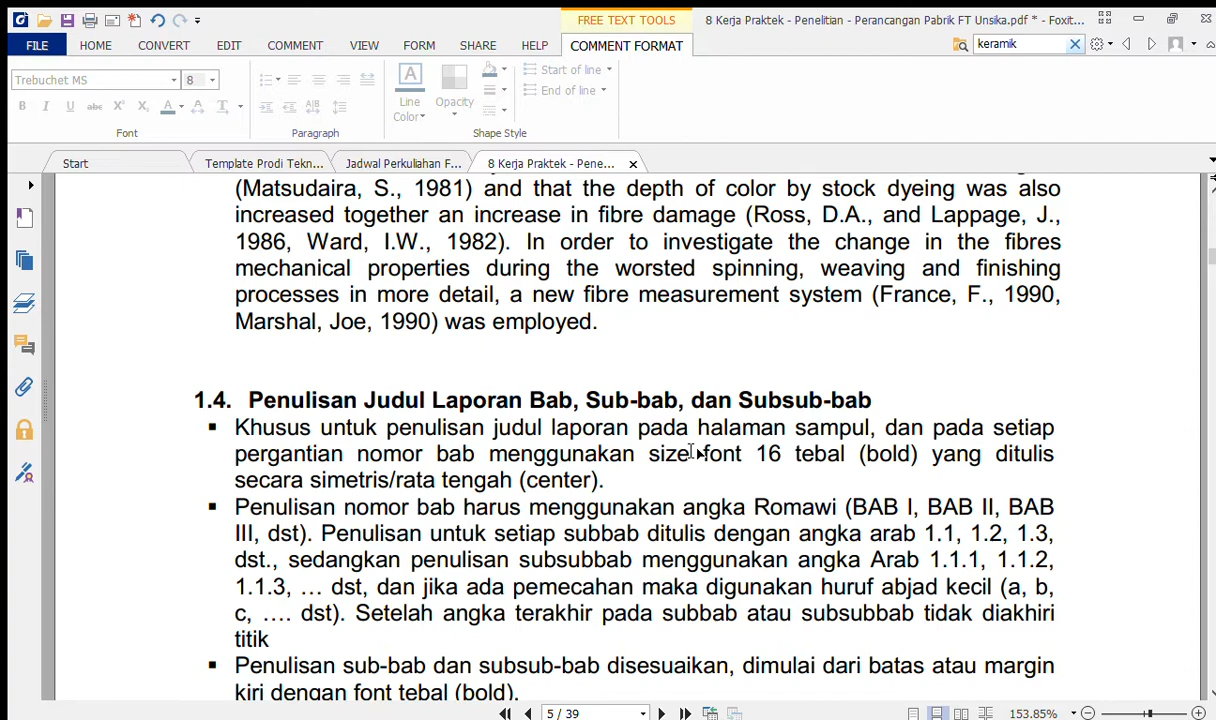 FREE TEXT TOOLS
8 Kerja Praktek - Penelitian - Perancangan Pabrik FT Unsika.pdf * - Foxit...
FILE HOME CONVERT EDIT COMMENT VIEW FORM SHARE HELP COMMENT FORMAT keramik
Trebuchet MS 8
Line Color Opacity
Start of line
End of line
Font Paragraph Shape Style
Start Template Prodi Tekn... Jadwal Perkuliahan F... 8 Kerja Praktek - Pene...
(Matsudaira, S., 1981) and that the depth of color by stock dyeing was also
increased together an increase in fibre damage (Ross, D.A., and Lappage, J.,
1986, Ward, I.W., 1982). In order to investigate the change in the fibres
mechanical properties during the worsted spinning, weaving and finishing
processes in more detail, a new fibre measurement system (France, F., 1990,
Marshal, Joe, 1990) was employed.
1.4. Penulisan Judul Laporan Bab, Sub-bab, dan Subsub-bab
▪ Khusus untuk penulisan judul laporan pada halaman sampul, dan pada setiap
pergantian nomor bab menggunakan size font 16 tebal (bold) yang ditulis
secara simetris/rata tengah (center).
▪ Penulisan nomor bab harus menggunakan angka Romawi (BAB I, BAB II, BAB
III, dst). Penulisan untuk setiap subbab ditulis dengan angka arab 1.1, 1.2, 1.3,
dst., sedangkan penulisan subsubbab menggunakan angka Arab 1.1.1, 1.1.2,
1.1.3, … dst, dan jika ada pemecahan maka digunakan huruf abjad kecil (a, b,
c, …. dst). Setelah angka terakhir pada subbab atau subsubbab tidak diakhiri
titik
▪ Penulisan sub-bab dan subsub-bab disesuaikan, dimulai dari batas atau margin
kiri dengan font tebal (bold).
5 / 39 153.85%